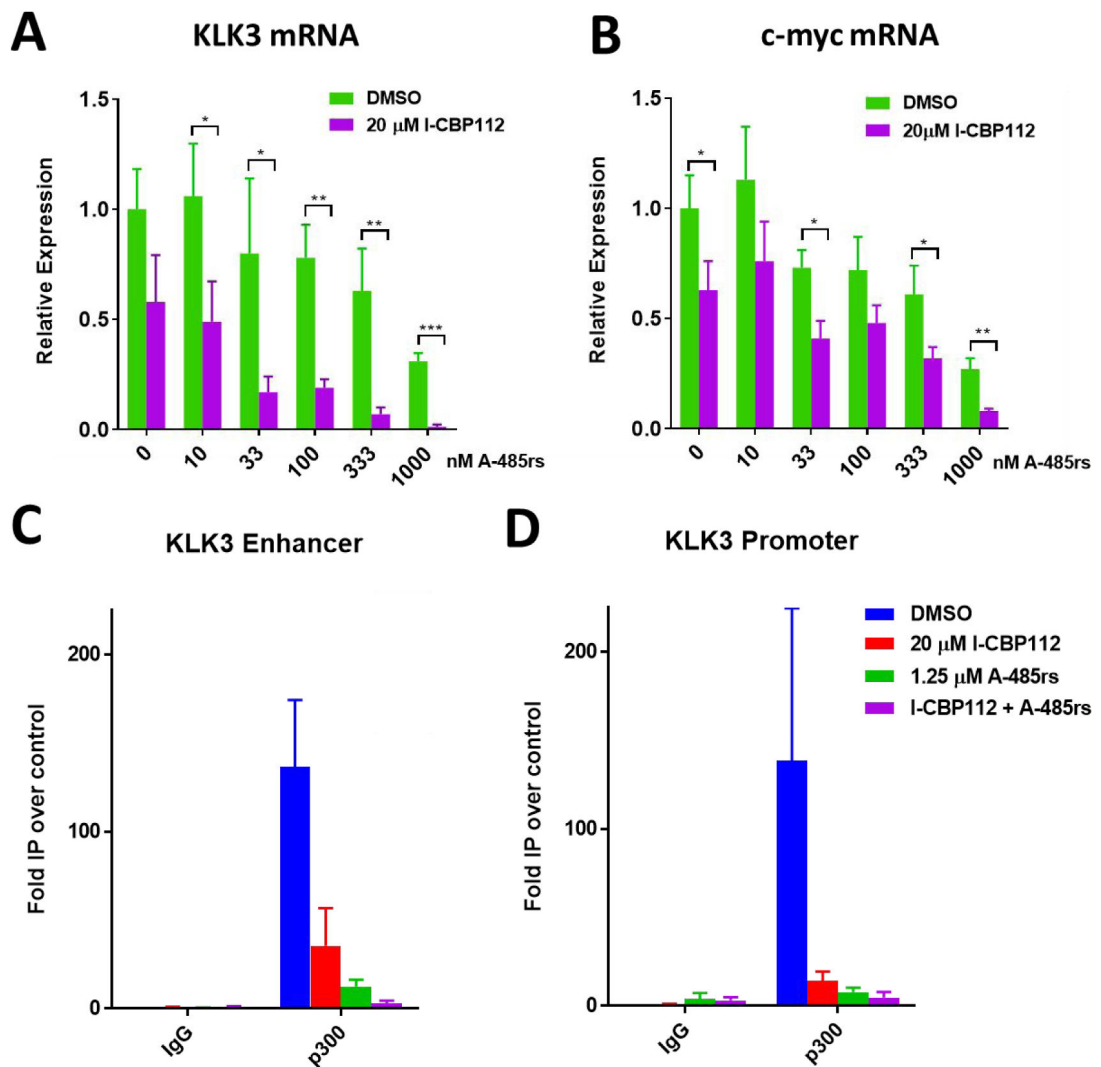 A
KLK3 mRNA
DMSO
20 μM I-CBP112
Relative Expression
1.5
1.0
0.5
0.0
*
*
**
**
***
0
10
33
100
333
1000
nM A-485rs
B
c-myc mRNA
DMSO
20μM I-CBP112
Relative Expression
1.5
1.0
0.5
0.0
*
*
*
**
0
10
33
100
333
1000
nM A-485rs
C
KLK3 Enhancer
Fold IP over control
200
100
0
IgG
p300
D
KLK3 Promoter
DMSO
20 μM I-CBP112
1.25 μM A-485rs
I-CBP112 + A-485rs
Fold IP over control
200
100
0
IgG
p300